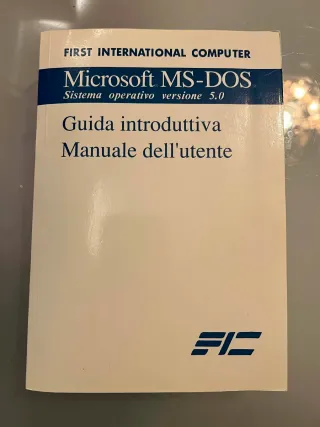 FIRST INTERNATIONAL COMPUTER
Microsoft MS-DOS
Sistema operativo versione 5.0
Guida introduttiva
Manuale dell'utente
FIC